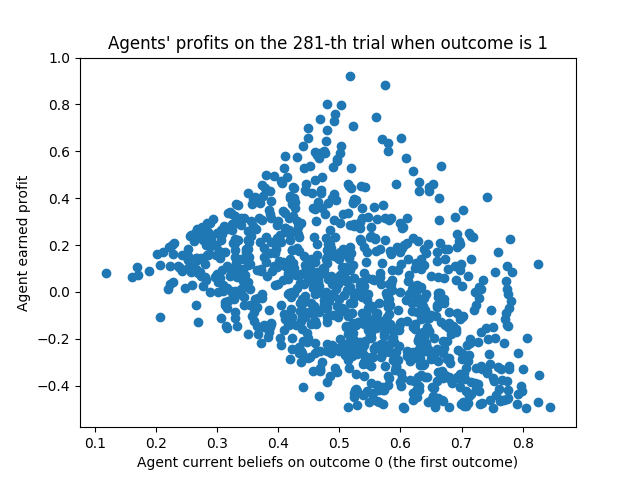 Agents' profits on the 281-th trial when outcome is 1
Agent earned profit
1.0
0.8
0.6
0.4
0.2
0.0
−0.2
−0.4
0.1 0.2 0.3 0.4 0.5 0.6 0.7 0.8
Agent current beliefs on outcome 0 (the first outcome)